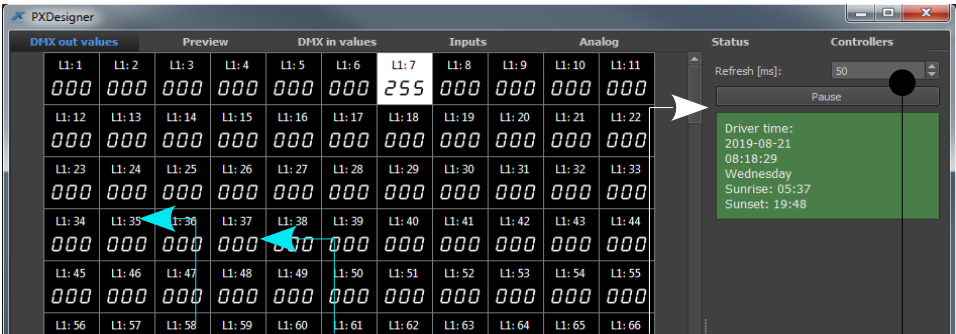 PXDesigner
DMX out values Preview DMX in values Inputs Analog Status Controllers
L1: 1 L1: 2 L1: 3 L1: 4 L1: 5 L1: 6 L1: 7 L1: 8 L1: 9 L1: 10 L1: 11
000 000 000 000 000 000 255 000 000 000 000
L1: 12 L1: 13 L1: 14 L1: 15 L1: 16 L1: 17 L1: 18 L1: 19 L1: 20 L1: 21 L1: 22
000 000 000 000 000 000 000 000 000 000 000
L1: 23 L1: 24 L1: 25 L1: 26 L1: 27 L1: 28 L1: 29 L1: 30 L1: 31 L1: 32 L1: 33
000 000 000 000 000 000 000 000 000 000 000
L1: 34 L1: 35 L1: 36 L1: 37 L1: 38 L1: 39 L1: 40 L1: 41 L1: 42 L1: 43 L1: 44
000 000 000 000 000 000 000 000 000 000 000
L1: 45 L1: 46 L1: 47 L1: 48 L1: 49 L1: 50 L1: 51 L1: 52 L1: 53 L1: 54 L1: 55
000 000 000 000 000 000 000 000 000 000 000
L1: 56 L1: 57 L1: 58 L1: 59 L1: 60 L1: 61 L1: 62 L1: 63 L1: 64 L1: 65 L1: 66
Refresh [ms]: 50
Pause
Driver time:
2019-08-21
08:18:29
Wednesday
Sunrise: 05:37
Sunset: 19:48